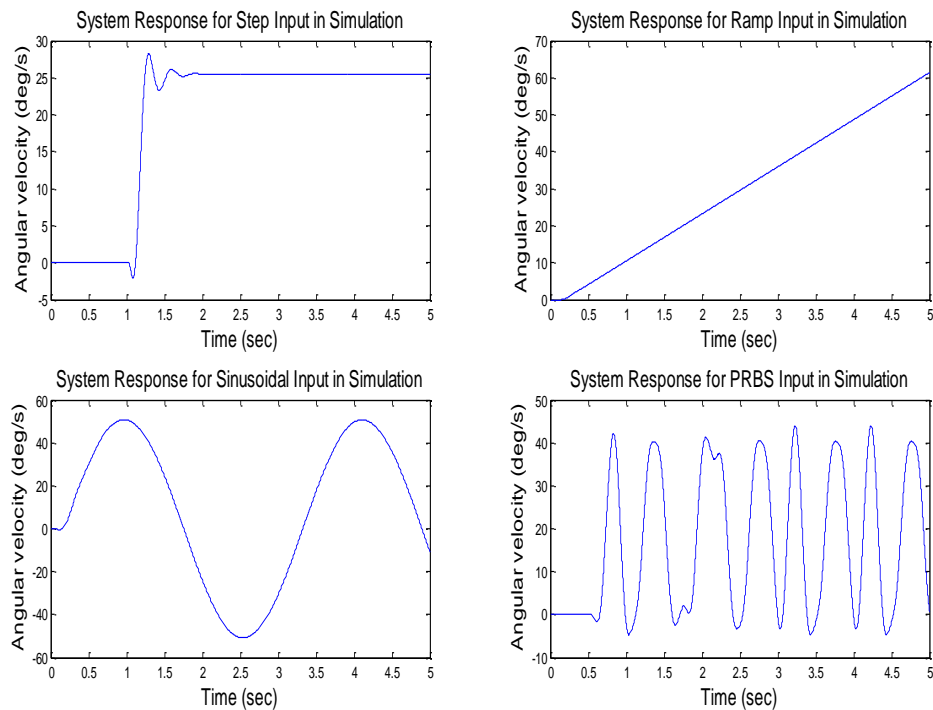 System Response for Step Input in Simulation
Angular velocity (deg/s)
30
25
20
15
10
5
0
-5
0 0.5 1 1.5 2 2.5 3 3.5 4 4.5 5
Time (sec)
System Response for Ramp Input in Simulation
Angular velocity (deg/s)
70
60
50
40
30
20
10
0
0 0.5 1 1.5 2 2.5 3 3.5 4 4.5 5
Time (sec)
System Response for Sinusoidal Input in Simulation
Angular velocity (deg/s)
60
40
20
0
-20
-40
-60
0 0.5 1 1.5 2 2.5 3 3.5 4 4.5 5
Time (sec)
System Response for PRBS Input in Simulation
Angular velocity (deg/s)
50
40
30
20
10
0
-10
0 0.5 1 1.5 2 2.5 3 3.5 4 4.5 5
Time (sec)